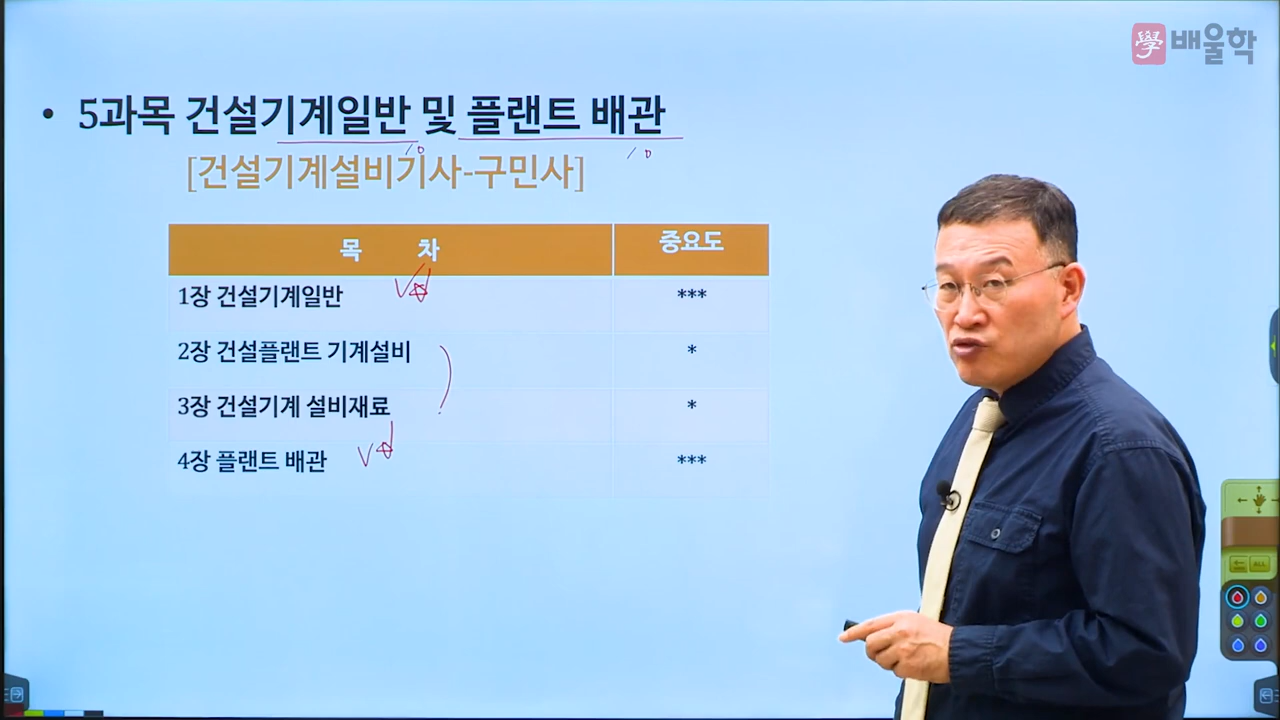 學 배울학
• 5과목 건설기계일반 및 플랜트 배관
10 10
[건설기계설비기사-구민사]
목 차 중요도
1장 건설기계일반 ***
2장 건설플랜트 기계설비 *
3장 건설기계 설비재료 *
4장 플랜트 배관 ***
ALL